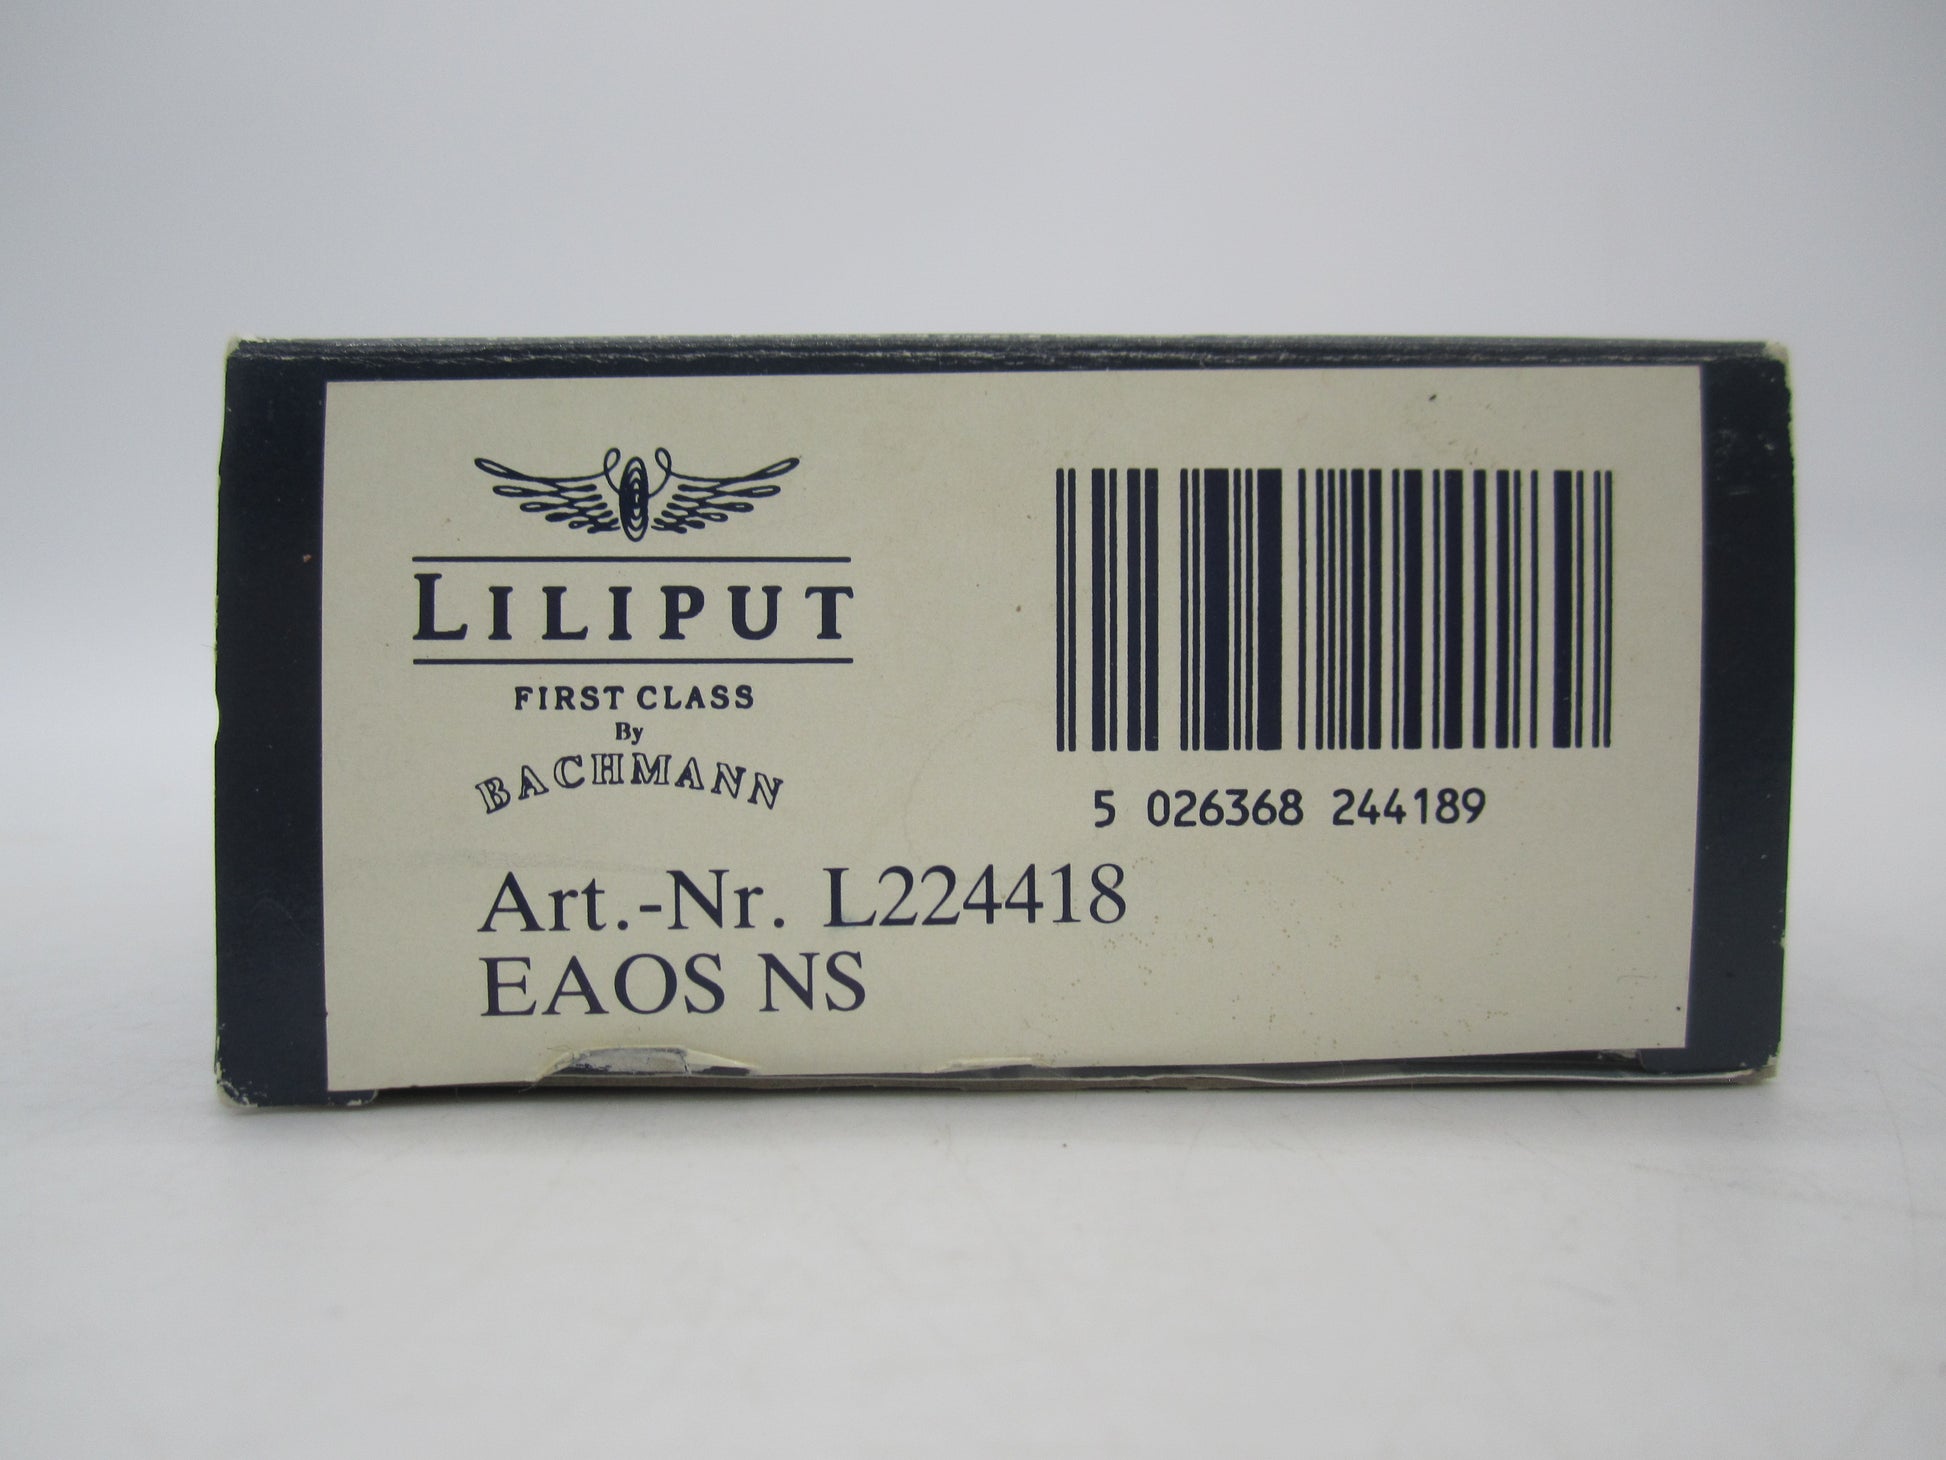 LILIPUT
FIRST CLASS
By
BACHMANN
5 026368 244189
Art.-Nr. L224418
EAOS NS